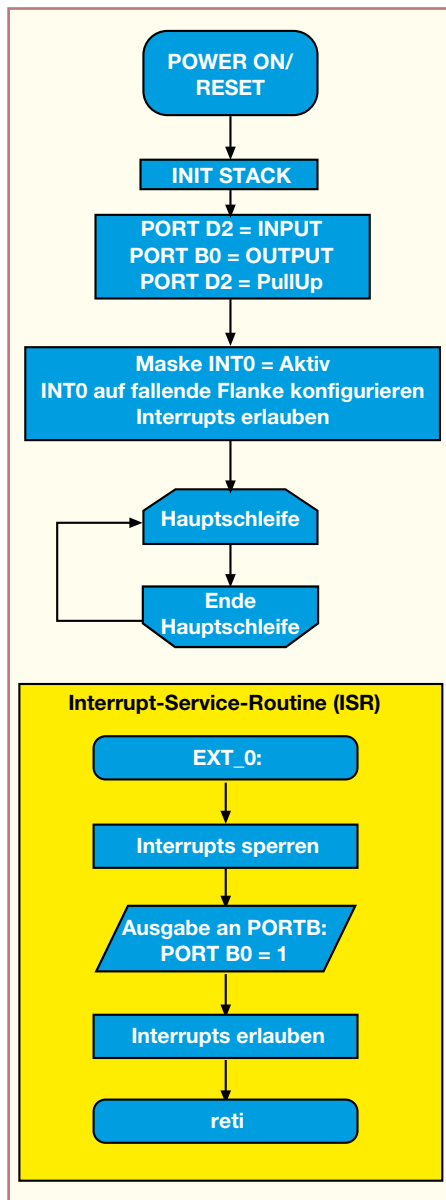 POWER ON/
RESET
INIT STACK
PORT D2 = INPUT
PORT B0 = OUTPUT
PORT D2 = PullUp
Maske INT0 = Aktiv
INT0 auf fallende Flanke konfigurieren
Interrupts erlauben
Hauptschleife
Ende
Hauptschleife
Interrupt-Service-Routine (ISR)
EXT_0:
Interrupts sperren
Ausgabe an PORTB:
PORT B0 = 1
Interrupts erlauben
reti